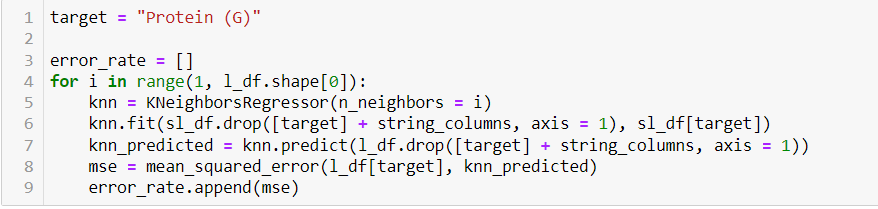 1 target = "Protein (G)"
2
3 error_rate = []
4 for i in range(1, l_df.shape[0]):
5     knn = KNeighborsRegressor(n_neighbors = i)
6     knn.fit(sl_df.drop([target] + string_columns, axis = 1), sl_df[target])
7     knn_predicted = knn.predict(l_df.drop([target] + string_columns, axis = 1))
8     mse = mean_squared_error(l_df[target], knn_predicted)
9     error_rate.append(mse)